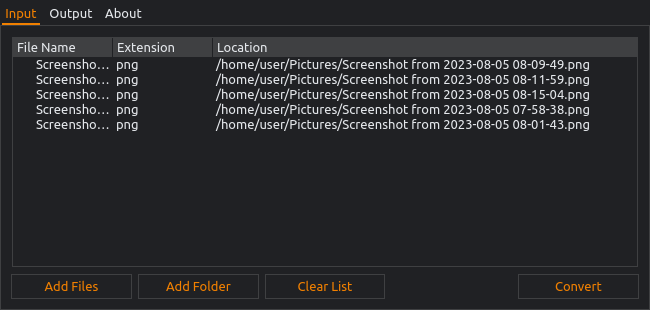 Input Output About
File Name Extension Location
Screensho... png /home/user/Pictures/Screenshot from 2023-08-05 08-09-49.png
Screensho... png /home/user/Pictures/Screenshot from 2023-08-05 08-11-59.png
Screensho... png /home/user/Pictures/Screenshot from 2023-08-05 08-15-04.png
Screensho... png /home/user/Pictures/Screenshot from 2023-08-05 07-58-38.png
Screensho... png /home/user/Pictures/Screenshot from 2023-08-05 08-01-43.png
Add Files Add Folder Clear List Convert